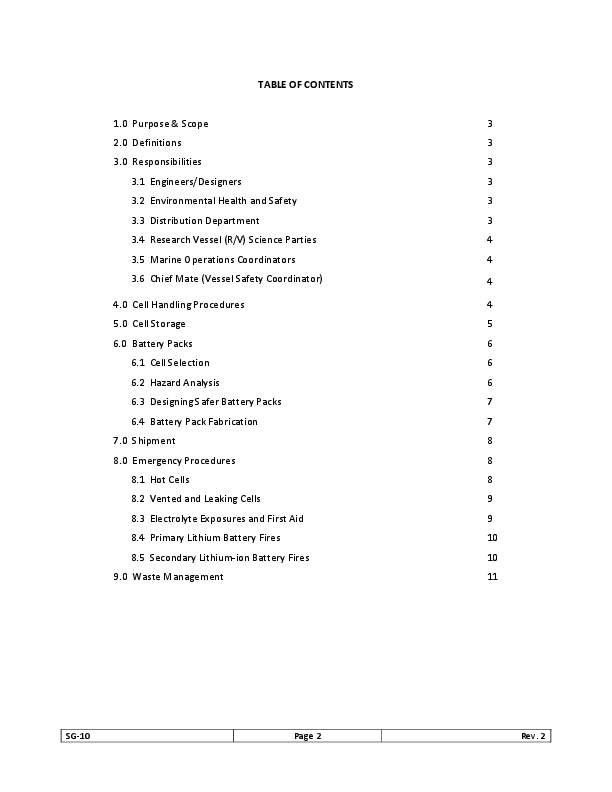 TABLE OF CONTENTS
1.0 Purpose & Scope 3
2.0 Definitions 3
3.0 Responsibilities 3
3.1 Engineers/Designers 3
3.2 Environmental Health and Safety 3
3.3 Distribution Department 3
3.4 Research Vessel (R/V) Science Parties 4
3.5 Marine Operations Coordinators 4
3.6 Chief Mate (Vessel Safety Coordinator) 4
4.0 Cell Handling Procedures 4
5.0 Cell Storage 5
6.0 Battery Packs 6
6.1 Cell Selection 6
6.2 Hazard Analysis 6
6.3 Designing Safer Battery Packs 7
6.4 Battery Pack Fabrication 7
7.0 Shipment 8
8.0 Emergency Procedures 8
8.1 Hot Cells 8
8.2 Vented and Leaking Cells 9
8.3 Electrolyte Exposures and First Aid 9
8.4 Primary Lithium Battery Fires 10
8.5 Secondary Lithium-ion Battery Fires 10
9.0 Waste Management 11
SG-10 Page 2 Rev. 2